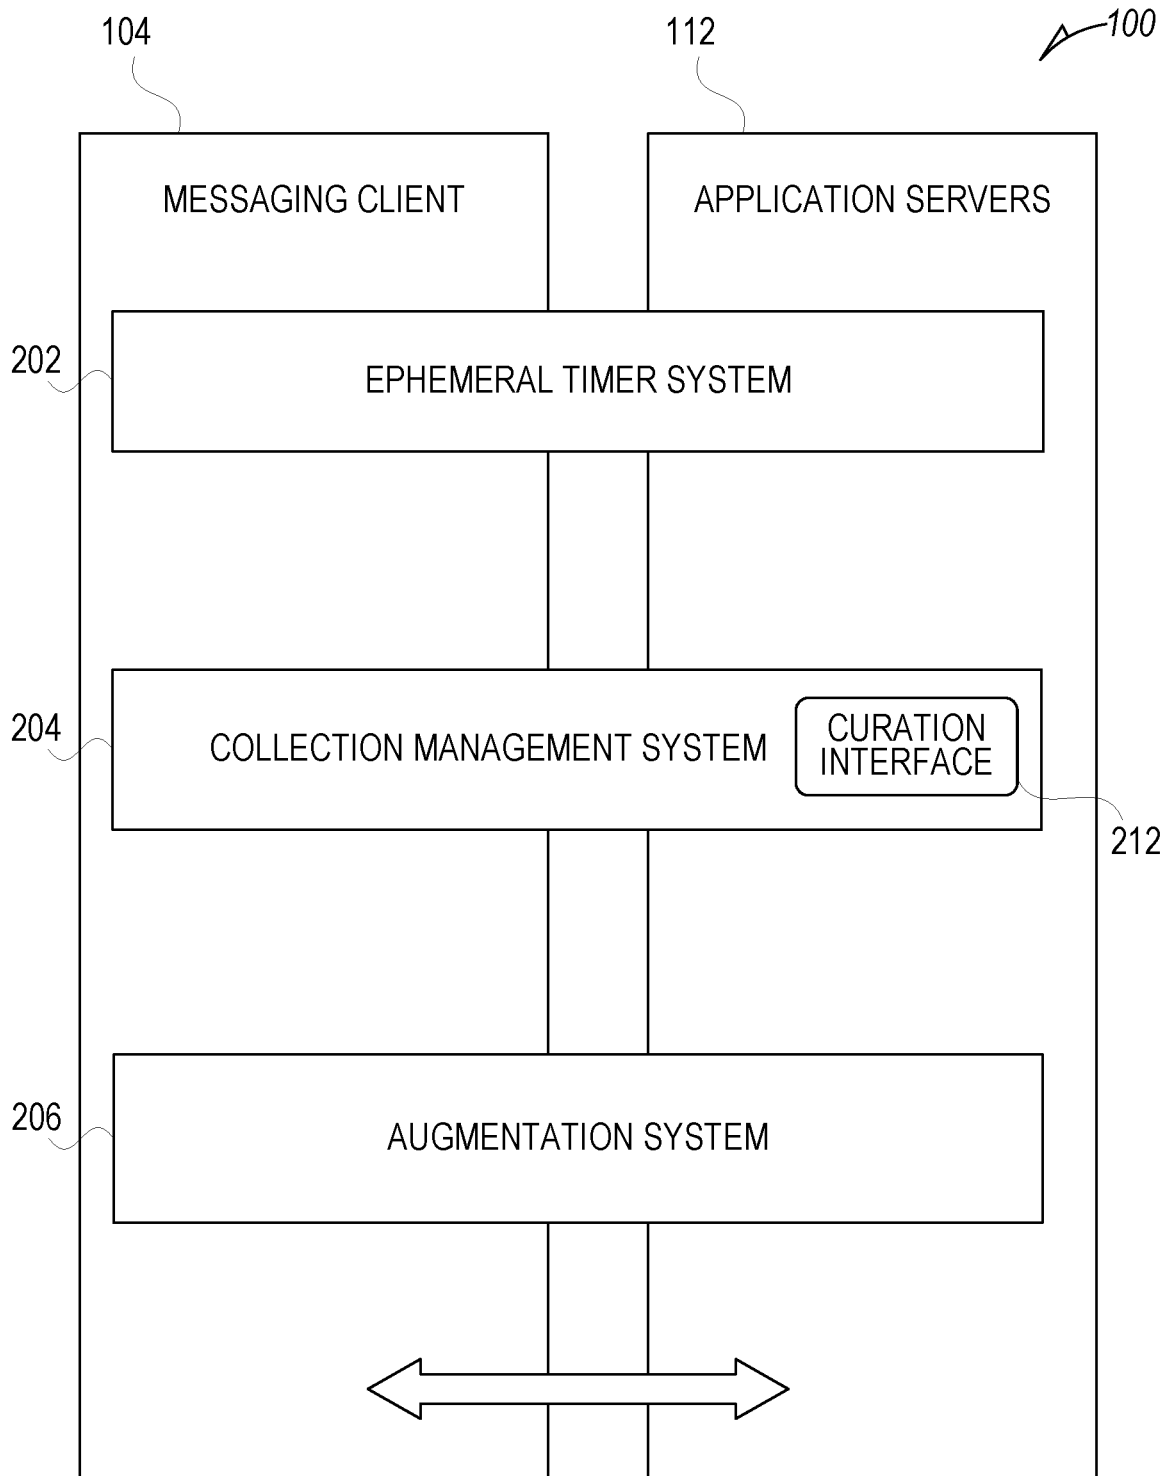 104
112
100
MESSAGING CLIENT
APPLICATION SERVERS
202
EPHEMERAL TIMER SYSTEM
204
COLLECTION MANAGEMENT SYSTEM
CURATION
INTERFACE
212
206
AUGMENTATION SYSTEM